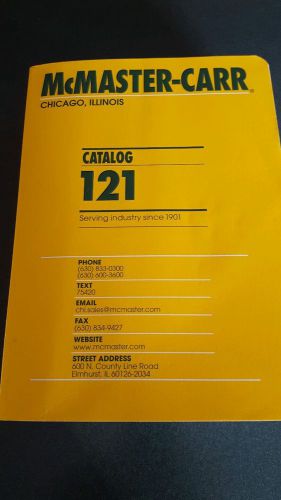 McMASTER-CARR®
CHICAGO, ILLINOIS
CATALOG
121
Serving industry since 1901
PHONE
(630) 833-0300
(630) 600-3600
TEXT
75420
EMAIL
chi.sales@mcmaster.com
FAX
(630) 834-9427
WEBSITE
www.mcmaster.com
STREET ADDRESS
600 N. County Line Road
Elmhurst, IL 60126-2034